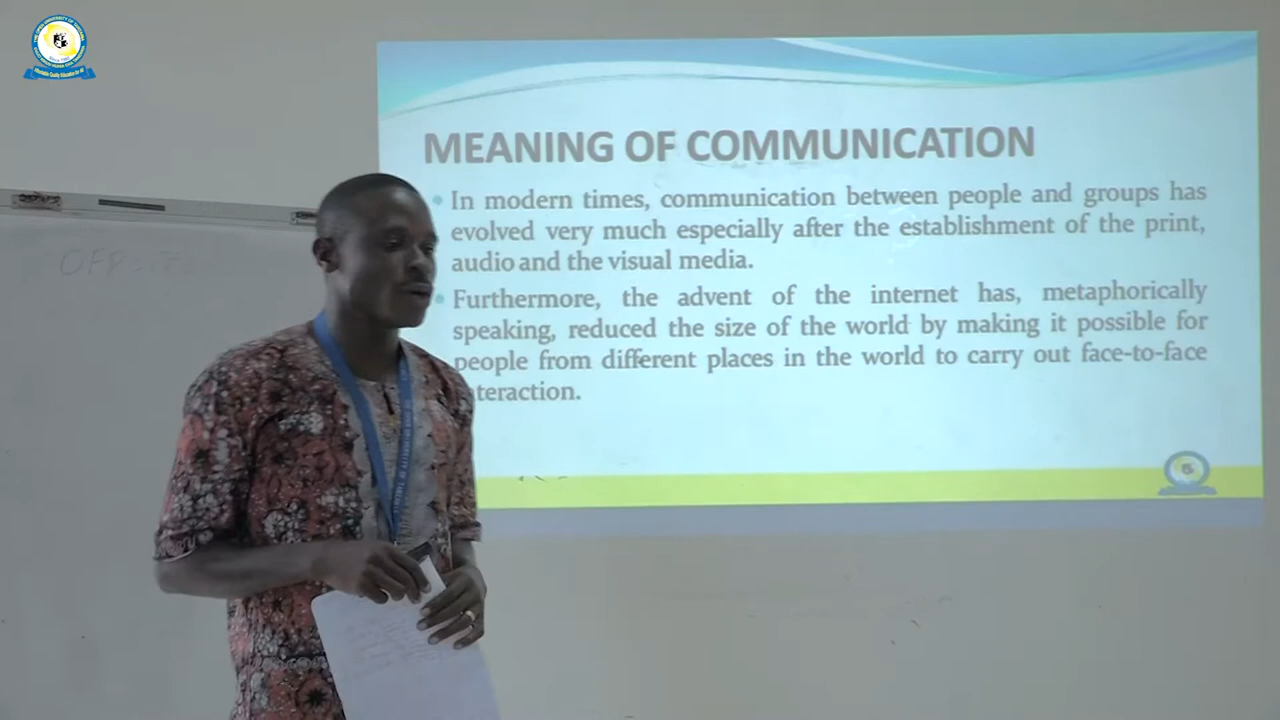 MEANING OF COMMUNICATION
In modern times, communication between people and groups has
evolved very much especially after the establishment of the print,
audio and the visual media.
Furthermore, the advent of the internet has, metaphorically
speaking, reduced the size of the world by making it possible for
people from different places in the world to carry out face-to-face
teraction.